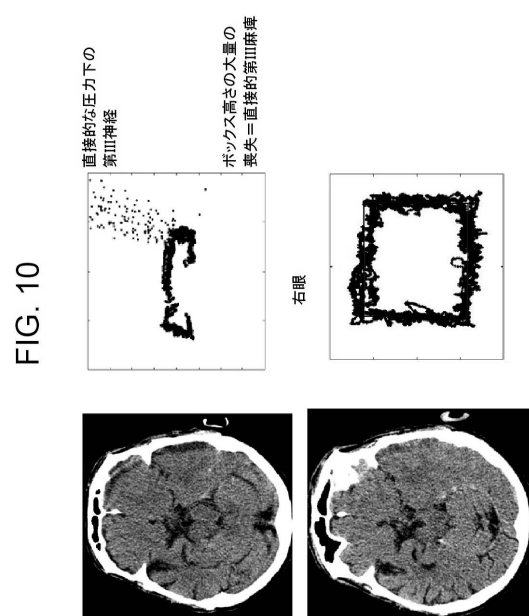 FIG. 10
直接的な圧力下の
第III神経
ボックス高さの大量の
喪失=直接的第III麻痺
右眼